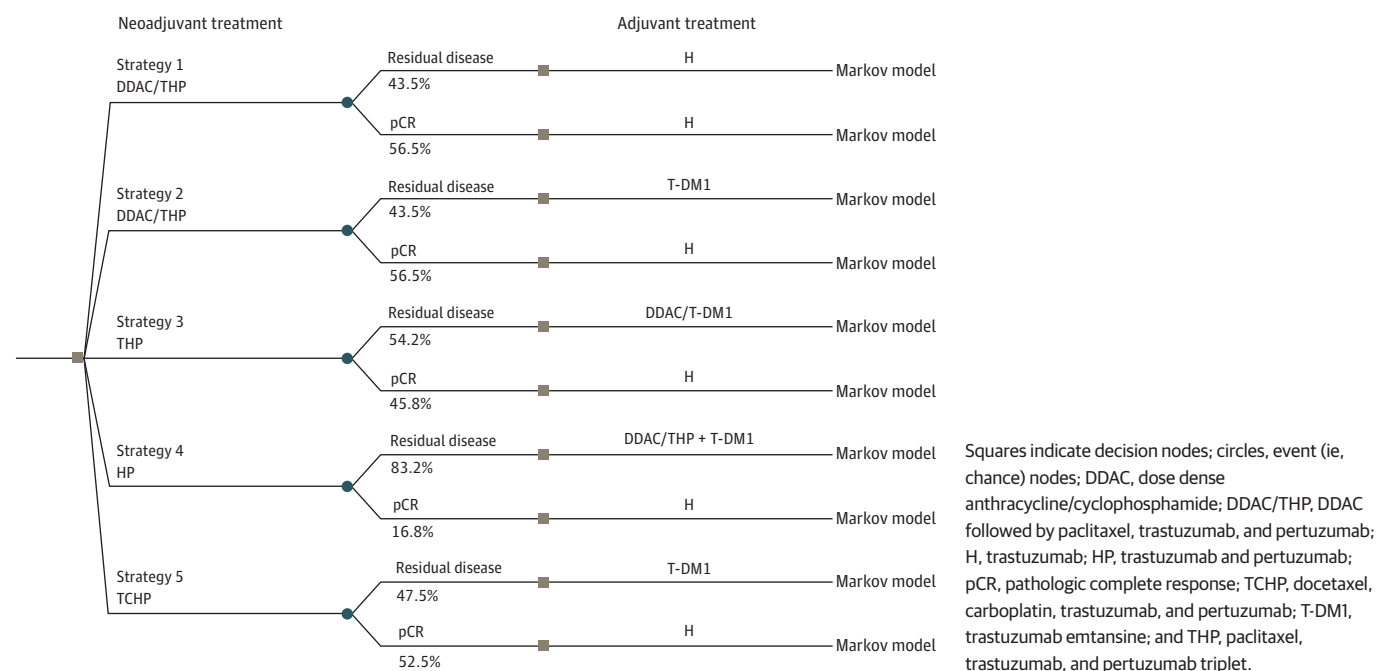 Neoadjuvant treatment
Adjuvant treatment
Strategy 1
DDAC/THP
Residual disease
43.5%
H
Markov model
pCR
56.5%
H
Markov model
Strategy 2
DDAC/THP
Residual disease
43.5%
T-DM1
Markov model
pCR
56.5%
H
Markov model
Strategy 3
THP
Residual disease
54.2%
DDAC/T-DM1
Markov model
pCR
45.8%
H
Markov model
Strategy 4
HP
Residual disease
83.2%
DDAC/THP + T-DM1
Markov model
pCR
16.8%
H
Markov model
Strategy 5
TCHP
Residual disease
47.5%
T-DM1
Markov model
pCR
52.5%
H
Markov model
Squares indicate decision nodes; circles, event (ie,
chance) nodes; DDAC, dose dense
anthracycline/cyclophosphamide; DDAC/THP, DDAC
followed by paclitaxel, trastuzumab, and pertuzumab;
H, trastuzumab; HP, trastuzumab and pertuzumab;
pCR, pathologic complete response; TCHP, docetaxel,
carboplatin, trastuzumab, and pertuzumab; T-DM1,
trastuzumab emtansine; and THP, paclitaxel,
trastuzumab, and pertuzumab triplet.